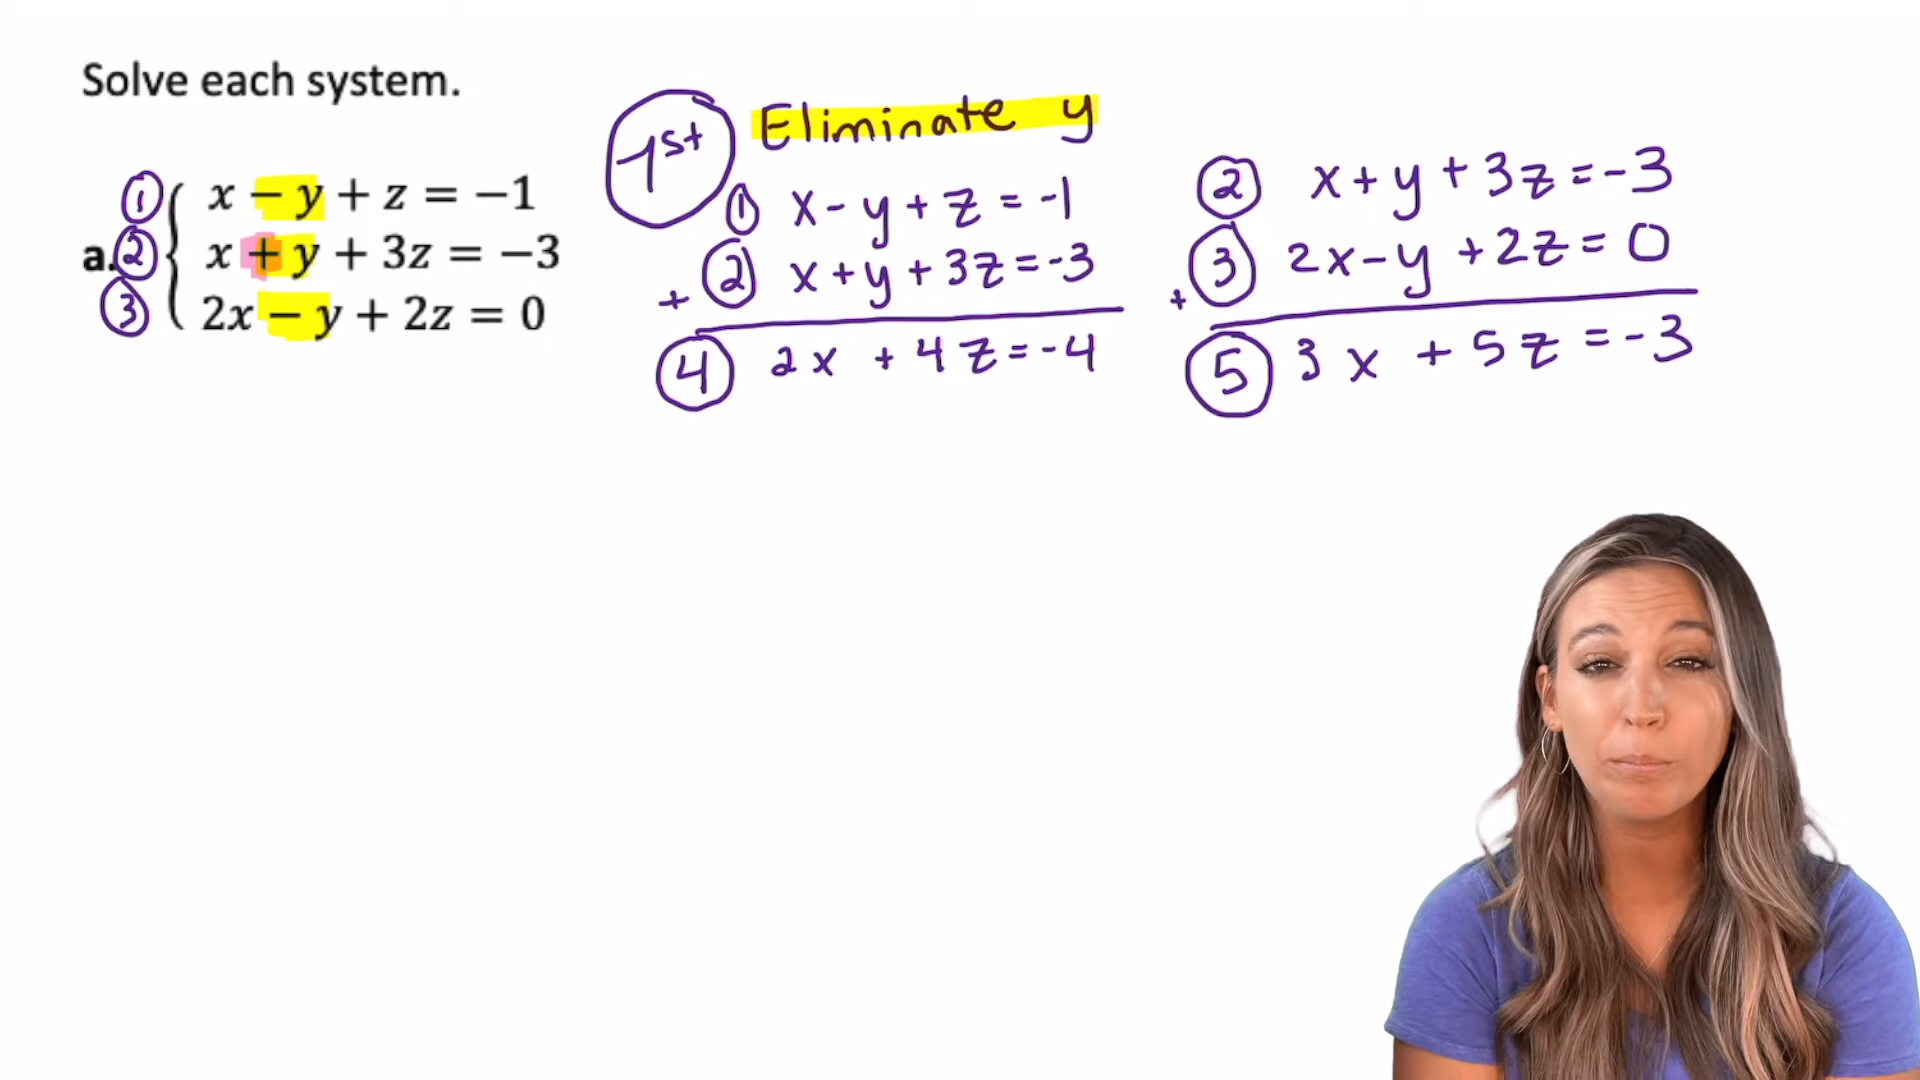 Solve each system.
① x − y + z = −1
a.② x + y + 3z = −3
③ 2x − y + 2z = 0
1st Eliminate y
① x - y + z = -1
+ ② x + y + 3z = -3
④ 2x + 4z = -4
② x + y + 3z = -3
+ ③ 2x - y + 2z = 0
⑤ 3x + 5z = -3